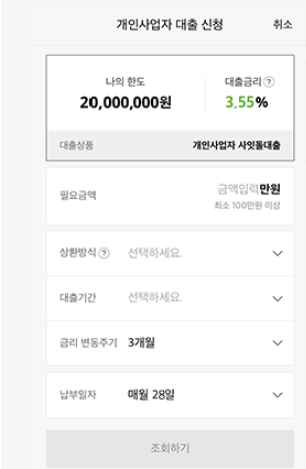 개인사업자 대출 신청 취소
나의 한도 대출금리 ?
20,000,000원 3.55%
대출상품 개인사업자 사잇돌대출
필요금액 금액입력만원
최소 100만원 이상
상환방식 ? 선택하세요.
대출기간 선택하세요.
금리 변동주기 3개월
납부일자 매월 28일
조회하기